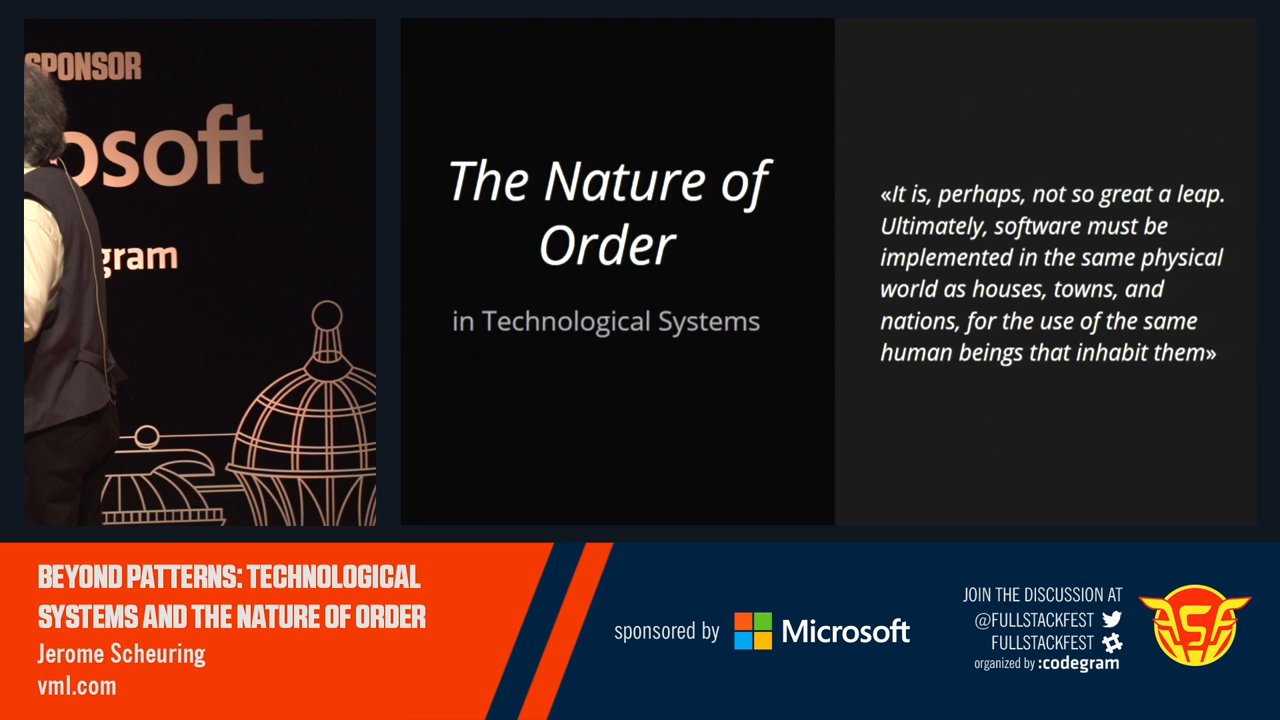 SPONSOR
osoft
gram
The Nature of
Order
in Technological Systems
«It is, perhaps, not so great a leap.
Ultimately, software must be
implemented in the same physical
world as houses, towns, and
nations, for the use of the same
human beings that inhabit them»
BEYOND PATTERNS: TECHNOLOGICAL
SYSTEMS AND THE NATURE OF ORDER
Jerome Scheuring
vml.com
sponsored by Microsoft
JOIN THE DISCUSSION AT
@FULLSTACKFEST
FULLSTACKFEST
organized by :codegram
FSF